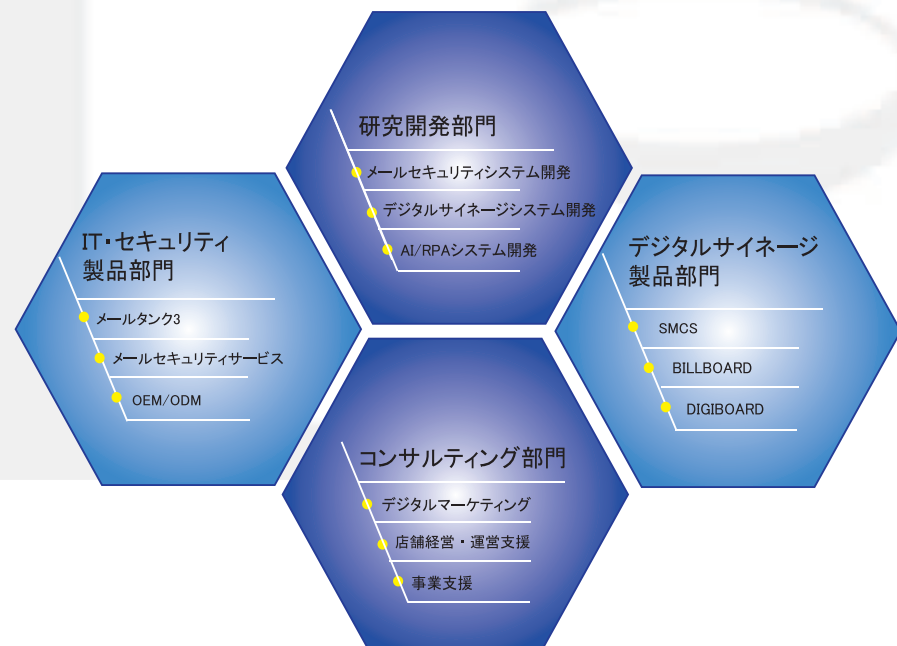 研究開発部門
メールセキュリティシステム開発
デジタルサイネージシステム開発
AI/RPAシステム開発
IT・セキュリティ
製品部門
メールタンク3
メールセキュリティサービス
OEM/ODM
デジタルサイネージ
製品部門
SMCS
BILLBOARD
DIGIBOARD
コンサルティング部門
デジタルマーケティング
店舗経営・運営支援
事業支援